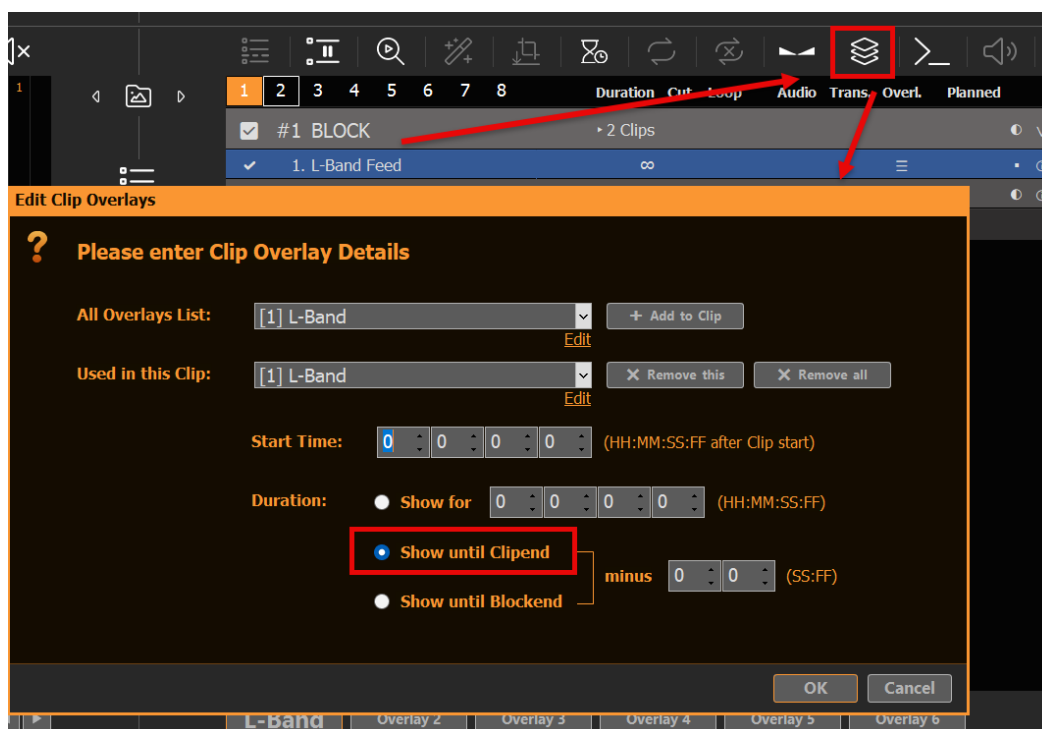 1
1 2 3 4 5 6 7 8 Duration Cut Loop Audio Trans. Overl. Planned
#1 BLOCK ‣ 2 Clips
1. L-Band Feed ∞
Edit Clip Overlays
? Please enter Clip Overlay Details
All Overlays List: [1] L-Band + Add to Clip
Edit
Used in this Clip: [1] L-Band X Remove this X Remove all
Edit
Start Time: 0 0 0 0 (HH:MM:SS:FF after Clip start)
Duration: Show for 0 0 0 0 (HH:MM:SS:FF)
Show until Clipend
minus 0 0 (SS:FF)
Show until Blockend
OK Cancel
L-Band Overlay 2 Overlay 3 Overlay 4 Overlay 5 Overlay 6